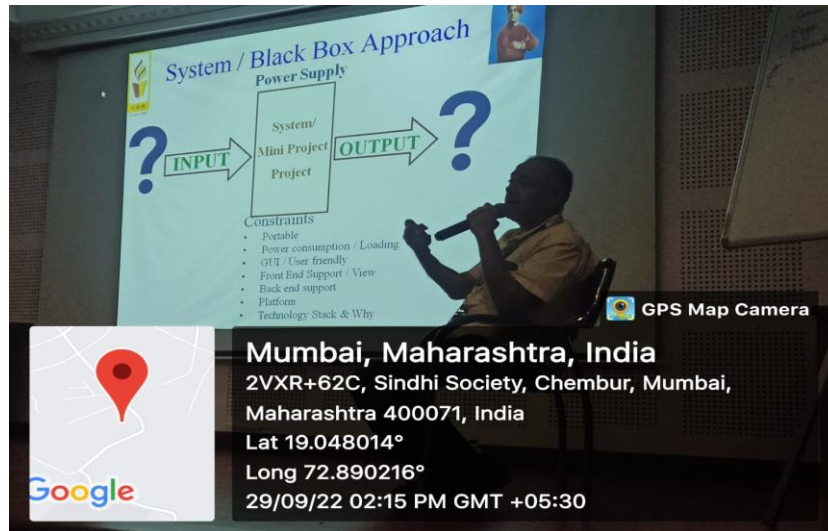 System / Black Box Approach
Power Supply
System/
Mini Project
Project
INPUT
OUTPUT
?
?
Constraints
• Portable
• Power consumption / Loading
• GUI / User friendly
• Front End Support / View
• Back end support
• Platform
• Technology Stack & Why
GPS Map Camera
Google
Mumbai, Maharashtra, India
2VXR+62C, Sindhi Society, Chembur, Mumbai,
Maharashtra 400071, India
Lat 19.048014°
Long 72.890216°
29/09/22 02:15 PM GMT +05:30